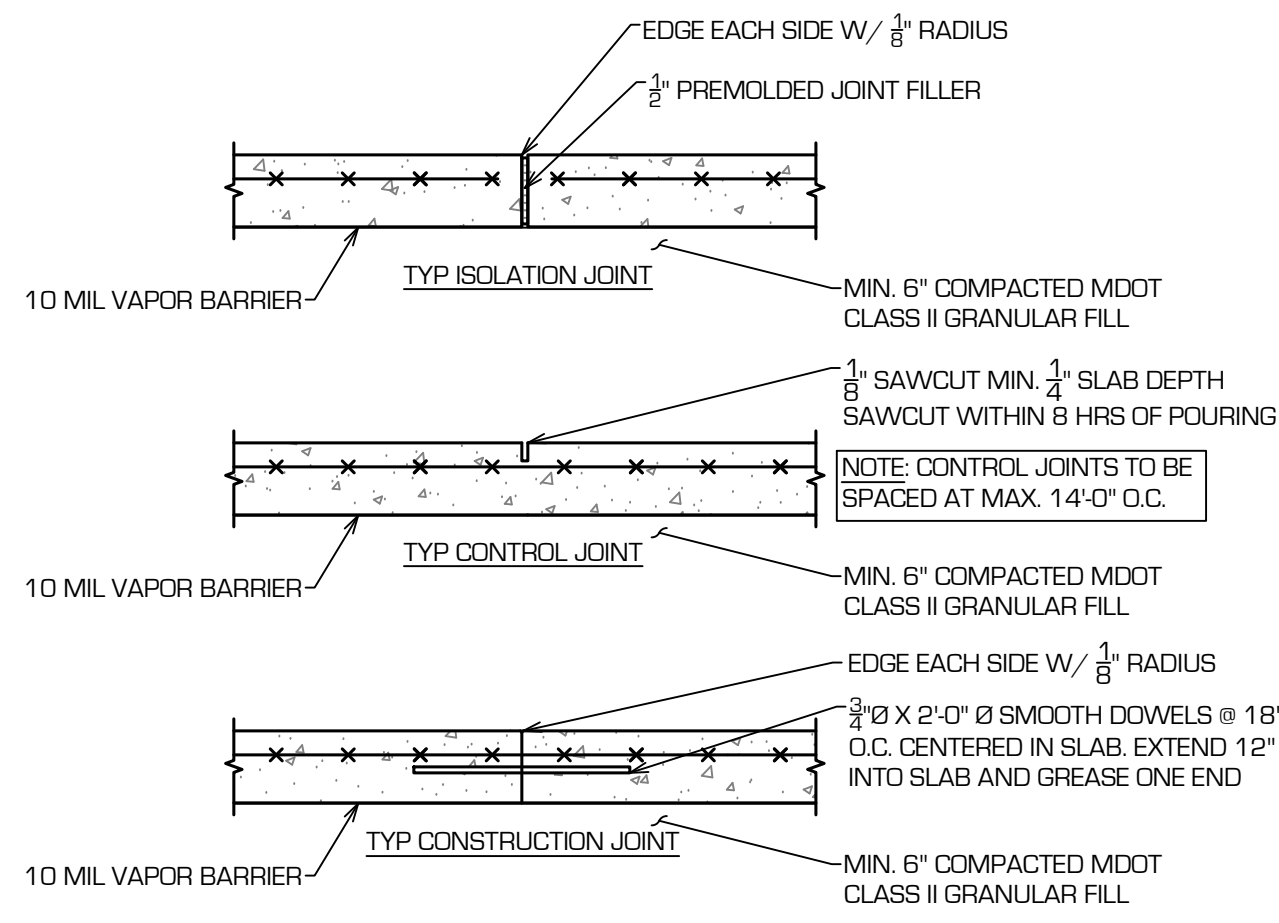 EDGE EACH SIDE W/ 1/8" RADIUS
1/2" PREMOLDED JOINT FILLER
TYP ISOLATION JOINT
10 MIL VAPOR BARRIER
MIN. 6" COMPACTED MDOT
CLASS II GRANULAR FILL
1/8" SAWCUT MIN. 1/4" SLAB DEPTH
SAWCUT WITHIN 8 HRS OF POURING
NOTE: CONTROL JOINTS TO BE
SPACED AT MAX. 14'-0" O.C.
TYP CONTROL JOINT
10 MIL VAPOR BARRIER
MIN. 6" COMPACTED MDOT
CLASS II GRANULAR FILL
EDGE EACH SIDE W/ 1/8" RADIUS
3/4"Ø X 2'-0" Ø SMOOTH DOWELS @ 18'
O.C. CENTERED IN SLAB. EXTEND 12"
INTO SLAB AND GREASE ONE END
TYP CONSTRUCTION JOINT
10 MIL VAPOR BARRIER
MIN. 6" COMPACTED MDOT
CLASS II GRANULAR FILL